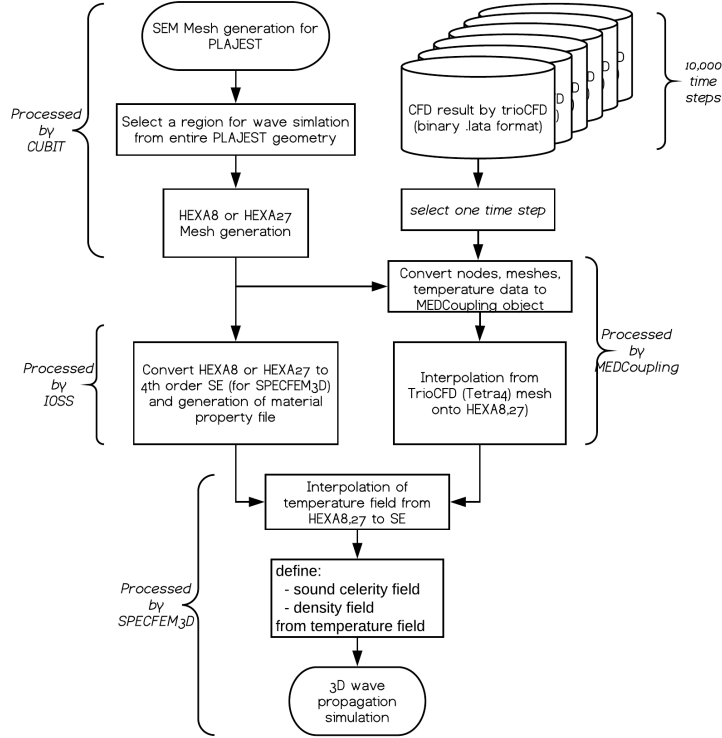 SEM Mesh generation for
PLAJEST
Select a region for wave simlation
from entire PLAJEST geometry
HEXA8 or HEXA27
Mesh generation
Processed
by
CUBIT
CFD result by trioCFD
(binary .lata format)
10,000
time
steps
select one time step
Convert nodes, meshes,
temperature data to
MEDCoupling object
Processed
by
MEDCoupling
Processed
by
IOSS
Convert HEXA8 or HEXA27 to
4th order SE (for SPECFEM3D)
and generation of material
property file
Interpolation from
TrioCFD (Tetra4) mesh
onto HEXA8,27)
Interpolation of
temperature field from
HEXA8,27 to SE
Processed
by
SPECFEM3D
define:
- sound celerity field
- density field
from temperature field
3D wave
propagation
simulation